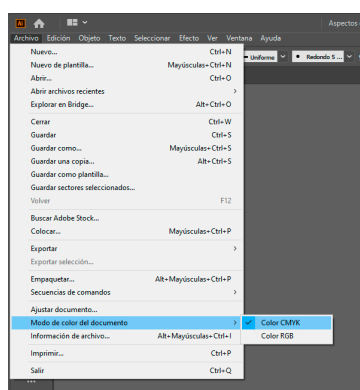 Ai
Aspectos
Archivo Edición Objeto Texto Seleccionar Efecto Ver Ventana Ayuda
Uniforme Redondo 5 ...
Nuevo... Ctrl+N
Nuevo de plantilla... Mayúsculas+Ctrl+N
Abrir... Ctrl+O
Abrir archivos recientes >
Explorar en Bridge... Alt+Ctrl+O
Cerrar Ctrl+W
Guardar Ctrl+S
Guardar como... Mayúsculas+Ctrl+S
Guardar una copia... Alt+Ctrl+S
Guardar como plantilla...
Guardar sectores seleccionados...
Volver F12
Buscar Adobe Stock...
Colocar... Mayúsculas+Ctrl+P
Exportar >
Exportar selección...
Empaquetar... Alt+Mayúsculas+Ctrl+P
Secuencias de comandos >
Ajustar documento...
Modo de color del documento > Color CMYK
Información de archivo... Alt+Mayúsculas+Ctrl+I Color RGB
Imprimir... Ctrl+P
Salir Ctrl+Q